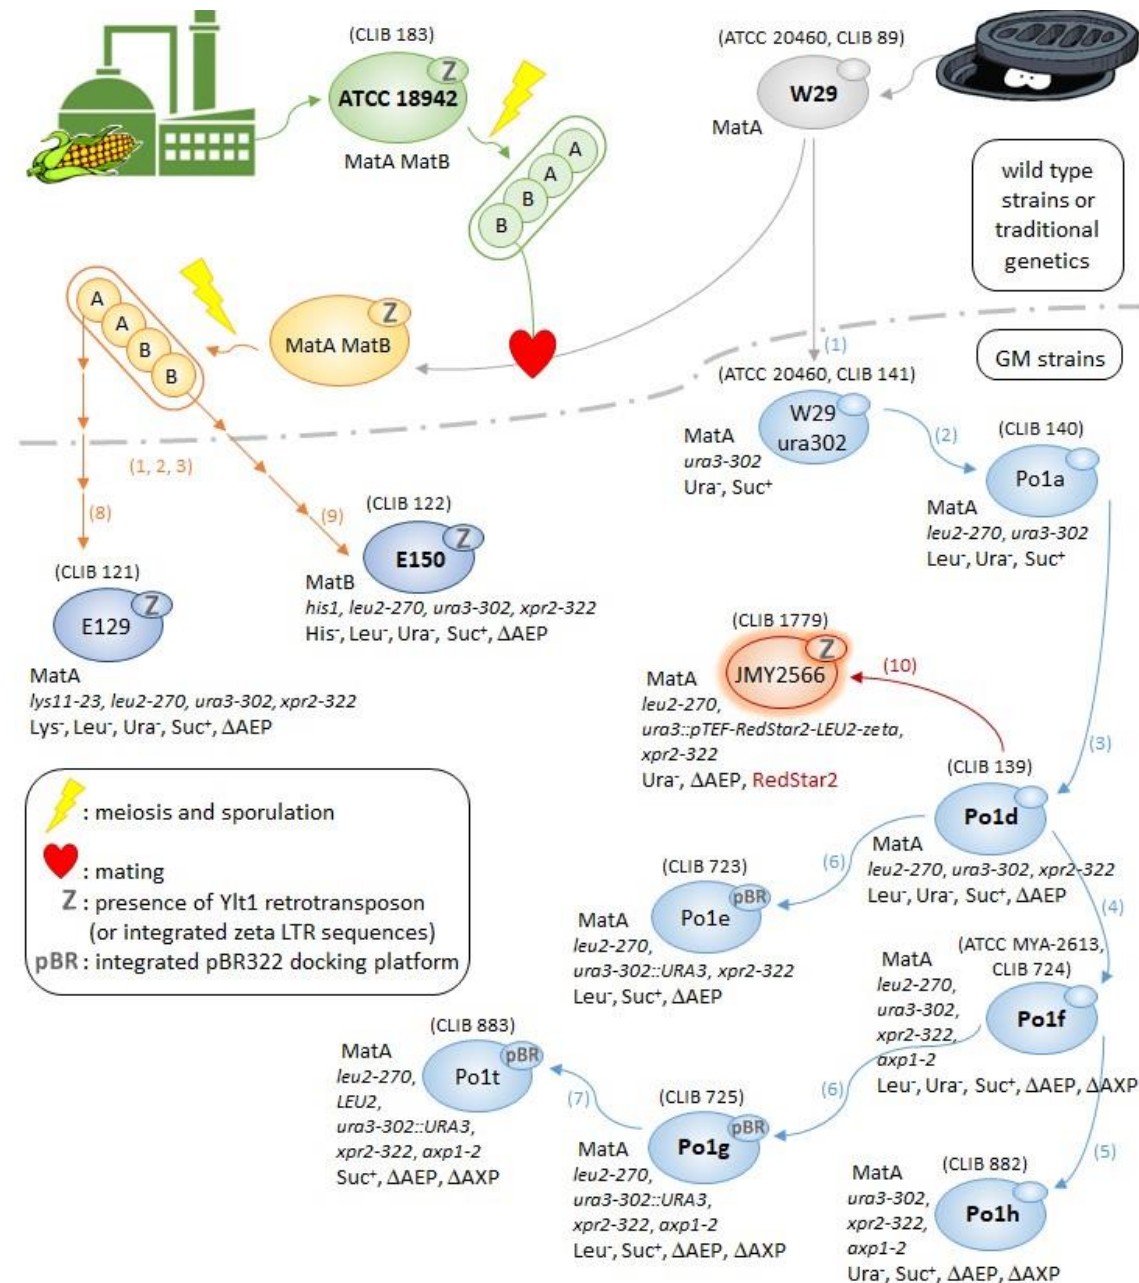 (CLIB 183)
Z
ATCC 18942
MatA MatB
A
A
B
B
(ATCC 20460, CLIB 89)
W29
MatA
wild type
strains or
traditional
genetics
GM strains
A
A
B
B
Z
MatA MatB
(1)
(ATCC 20460, CLIB 141)
W29
ura302
MatA
ura3-302
Ura⁻, Suc⁺
(2)
(CLIB 140)
Po1a
MatA
leu2-270, ura3-302
Leu⁻, Ura⁻, Suc⁺
(1, 2, 3)
(8)
(9)
(CLIB 122)
Z
E150
MatB
his1, leu2-270, ura3-302, xpr2-322
His⁻, Leu⁻, Ura⁻, Suc⁺, ΔAEP
(CLIB 121)
Z
E129
MatA
lys11-23, leu2-270, ura3-302, xpr2-322
Lys⁻, Leu⁻, Ura⁻, Suc⁺, ΔAEP
(CLIB 1779)
Z
JMY2566
MatA
leu2-270,
ura3::pTEF-RedStar2-LEU2-zeta,
xpr2-322
Ura⁻, ΔAEP, RedStar2
(10)
(3)
(CLIB 139)
Po1d
MatA
leu2-270, ura3-302, xpr2-322
Leu⁻, Ura⁻, Suc⁺, ΔAEP
: meiosis and sporulation
: mating
Z : presence of Ylt1 retrotransposon
(or integrated zeta LTR sequences)
pBR : integrated pBR322 docking platform
(6)
(CLIB 723)
pBR
Po1e
MatA
leu2-270,
ura3-302::URA3, xpr2-322
Leu⁻, Suc⁺, ΔAEP
(4)
(ATCC MYA-2613,
CLIB 724)
Po1f
MatA
leu2-270,
ura3-302,
xpr2-322,
axp1-2
Leu⁻, Ura⁻, Suc⁺, ΔAEP, ΔAXP
(CLIB 883)
pBR
Po1t
MatA
leu2-270,
LEU2,
ura3-302::URA3,
xpr2-322, axp1-2
Suc⁺, ΔAEP, ΔAXP
(7)
(6)
(CLIB 725)
pBR
Po1g
MatA
leu2-270,
ura3-302::URA3,
xpr2-322, axp1-2
Leu⁻, Suc⁺, ΔAEP, ΔAXP
(5)
(CLIB 882)
Po1h
MatA
ura3-302,
xpr2-322,
axp1-2
Ura⁻, Suc⁺, ΔAEP, ΔAXP